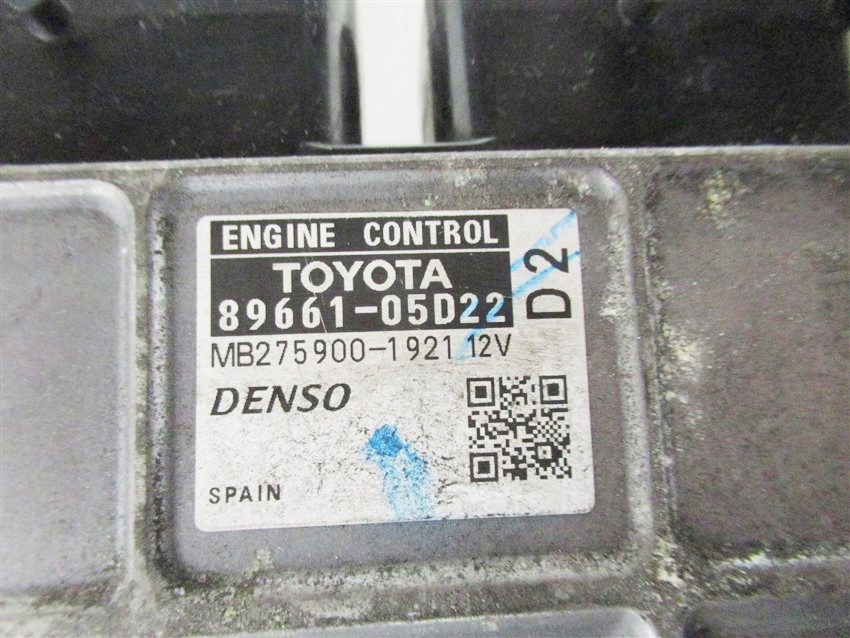 ENGINE CONTROL
TOYOTA
89661-05D22
D2
MB275900-1921 12V
DENSO
SPAIN